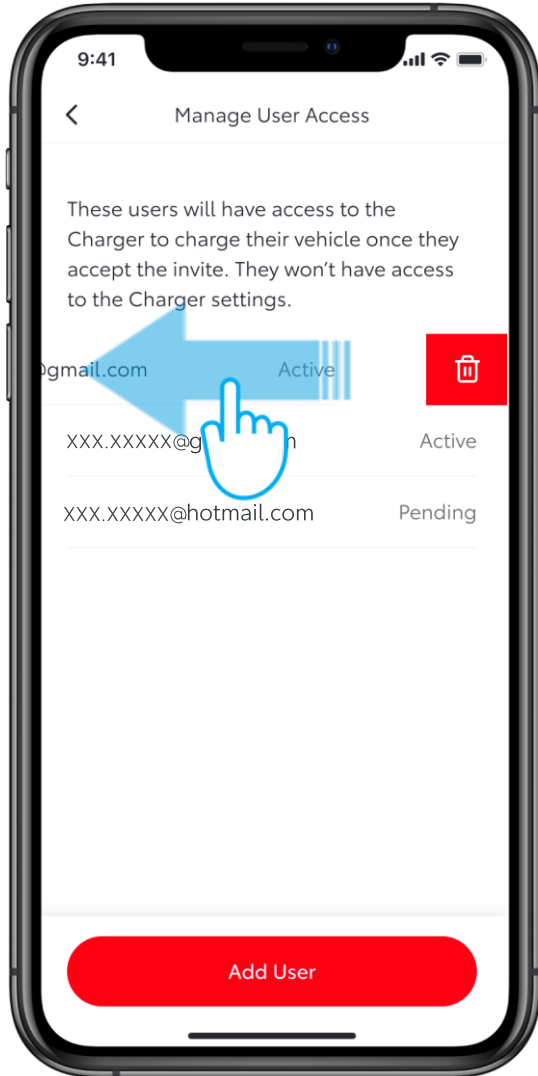 9:41
Manage User Access
These users will have access to the
Charger to charge their vehicle once they
accept the invite. They won't have access
to the Charger settings.
@gmail.com Active
XXX.XXXXX@g Active
XXX.XXXXX@hotmail.com Pending
Add User